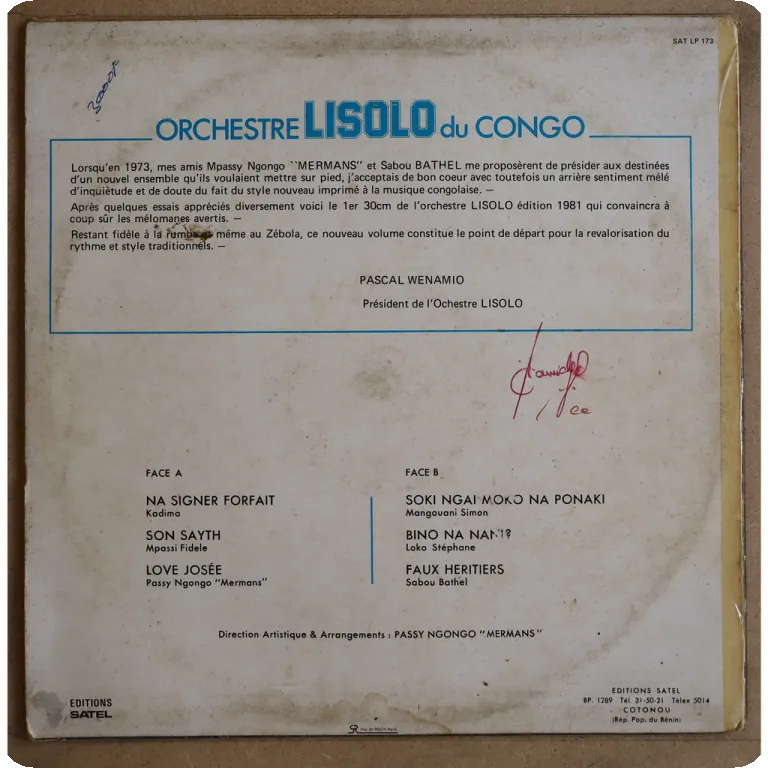 SAT LP 173
3000F
ORCHESTRE LISOLO du CONGO
Lorsqu'en 1973, mes amis Mpassy Ngongo ``MERMANS'' et Sabou BATHEL me proposèrent de présider aux destinées
d'un nouvel ensemble qu'ils voulaient mettre sur pied, j'acceptais de bon coeur avec toutefois un arrière sentiment mêlé
d'inquiètude et de doute du fait du style nouveau imprimé à la musique congolaise. —
Après quelques essais appréciés diversement voici le 1er 30cm de l'orchestre LISOLO édition 1981 qui convaincra à
coup sûr les mélomanes avertis. —
Restant fidèle à la rumba et même au Zébola, ce nouveau volume constitue le point de départ pour la revalorisation du
rythme et style traditionnels. —
PASCAL WENAMIO
Président de l'Ochestre LISOLO
FACE A
NA SIGNER FORFAIT
Kadima
SON SAYTH
Mpassi Fidele
LOVE JOSÉE
Passy Ngongo "Mermans"
FACE B
SOKI NGAI MOKO NA PONAKI
Mangouani Simon
BINO NA NANI?
Loko Stéphane
FAUX HERITIERS
Sabou Bathel
Direction Artistique & Arrangements : PASSY NGONGO "MERMANS"
EDITIONS
SATEL
EDITIONS SATEL
BP. 1289 Tél. 31-50-21 Télex 5014
COTONOU
(Rép. Pop. du Bénin)